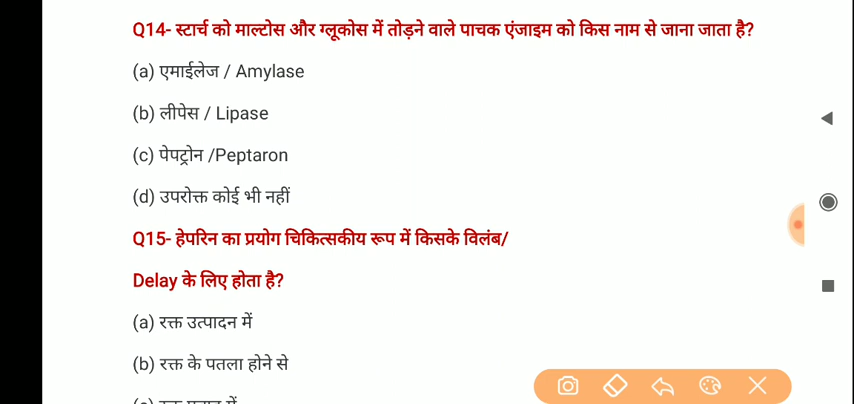 Q14- स्टार्च को माल्टोस और ग्लूकोस में तोड़ने वाले पाचक एंजाइम को किस नाम से जाना जाता है?
(a) एमाईलेज / Amylase
(b) लीपेस / Lipase
(c) पेपट्रोन /Peptaron
(d) उपरोक्त कोई भी नहीं
Q15- हेपरिन का प्रयोग चिकित्सकीय रूप में किसके विलंब/
Delay के लिए होता है?
(a) रक्त उत्पादन में
(b) रक्त के पतला होने से